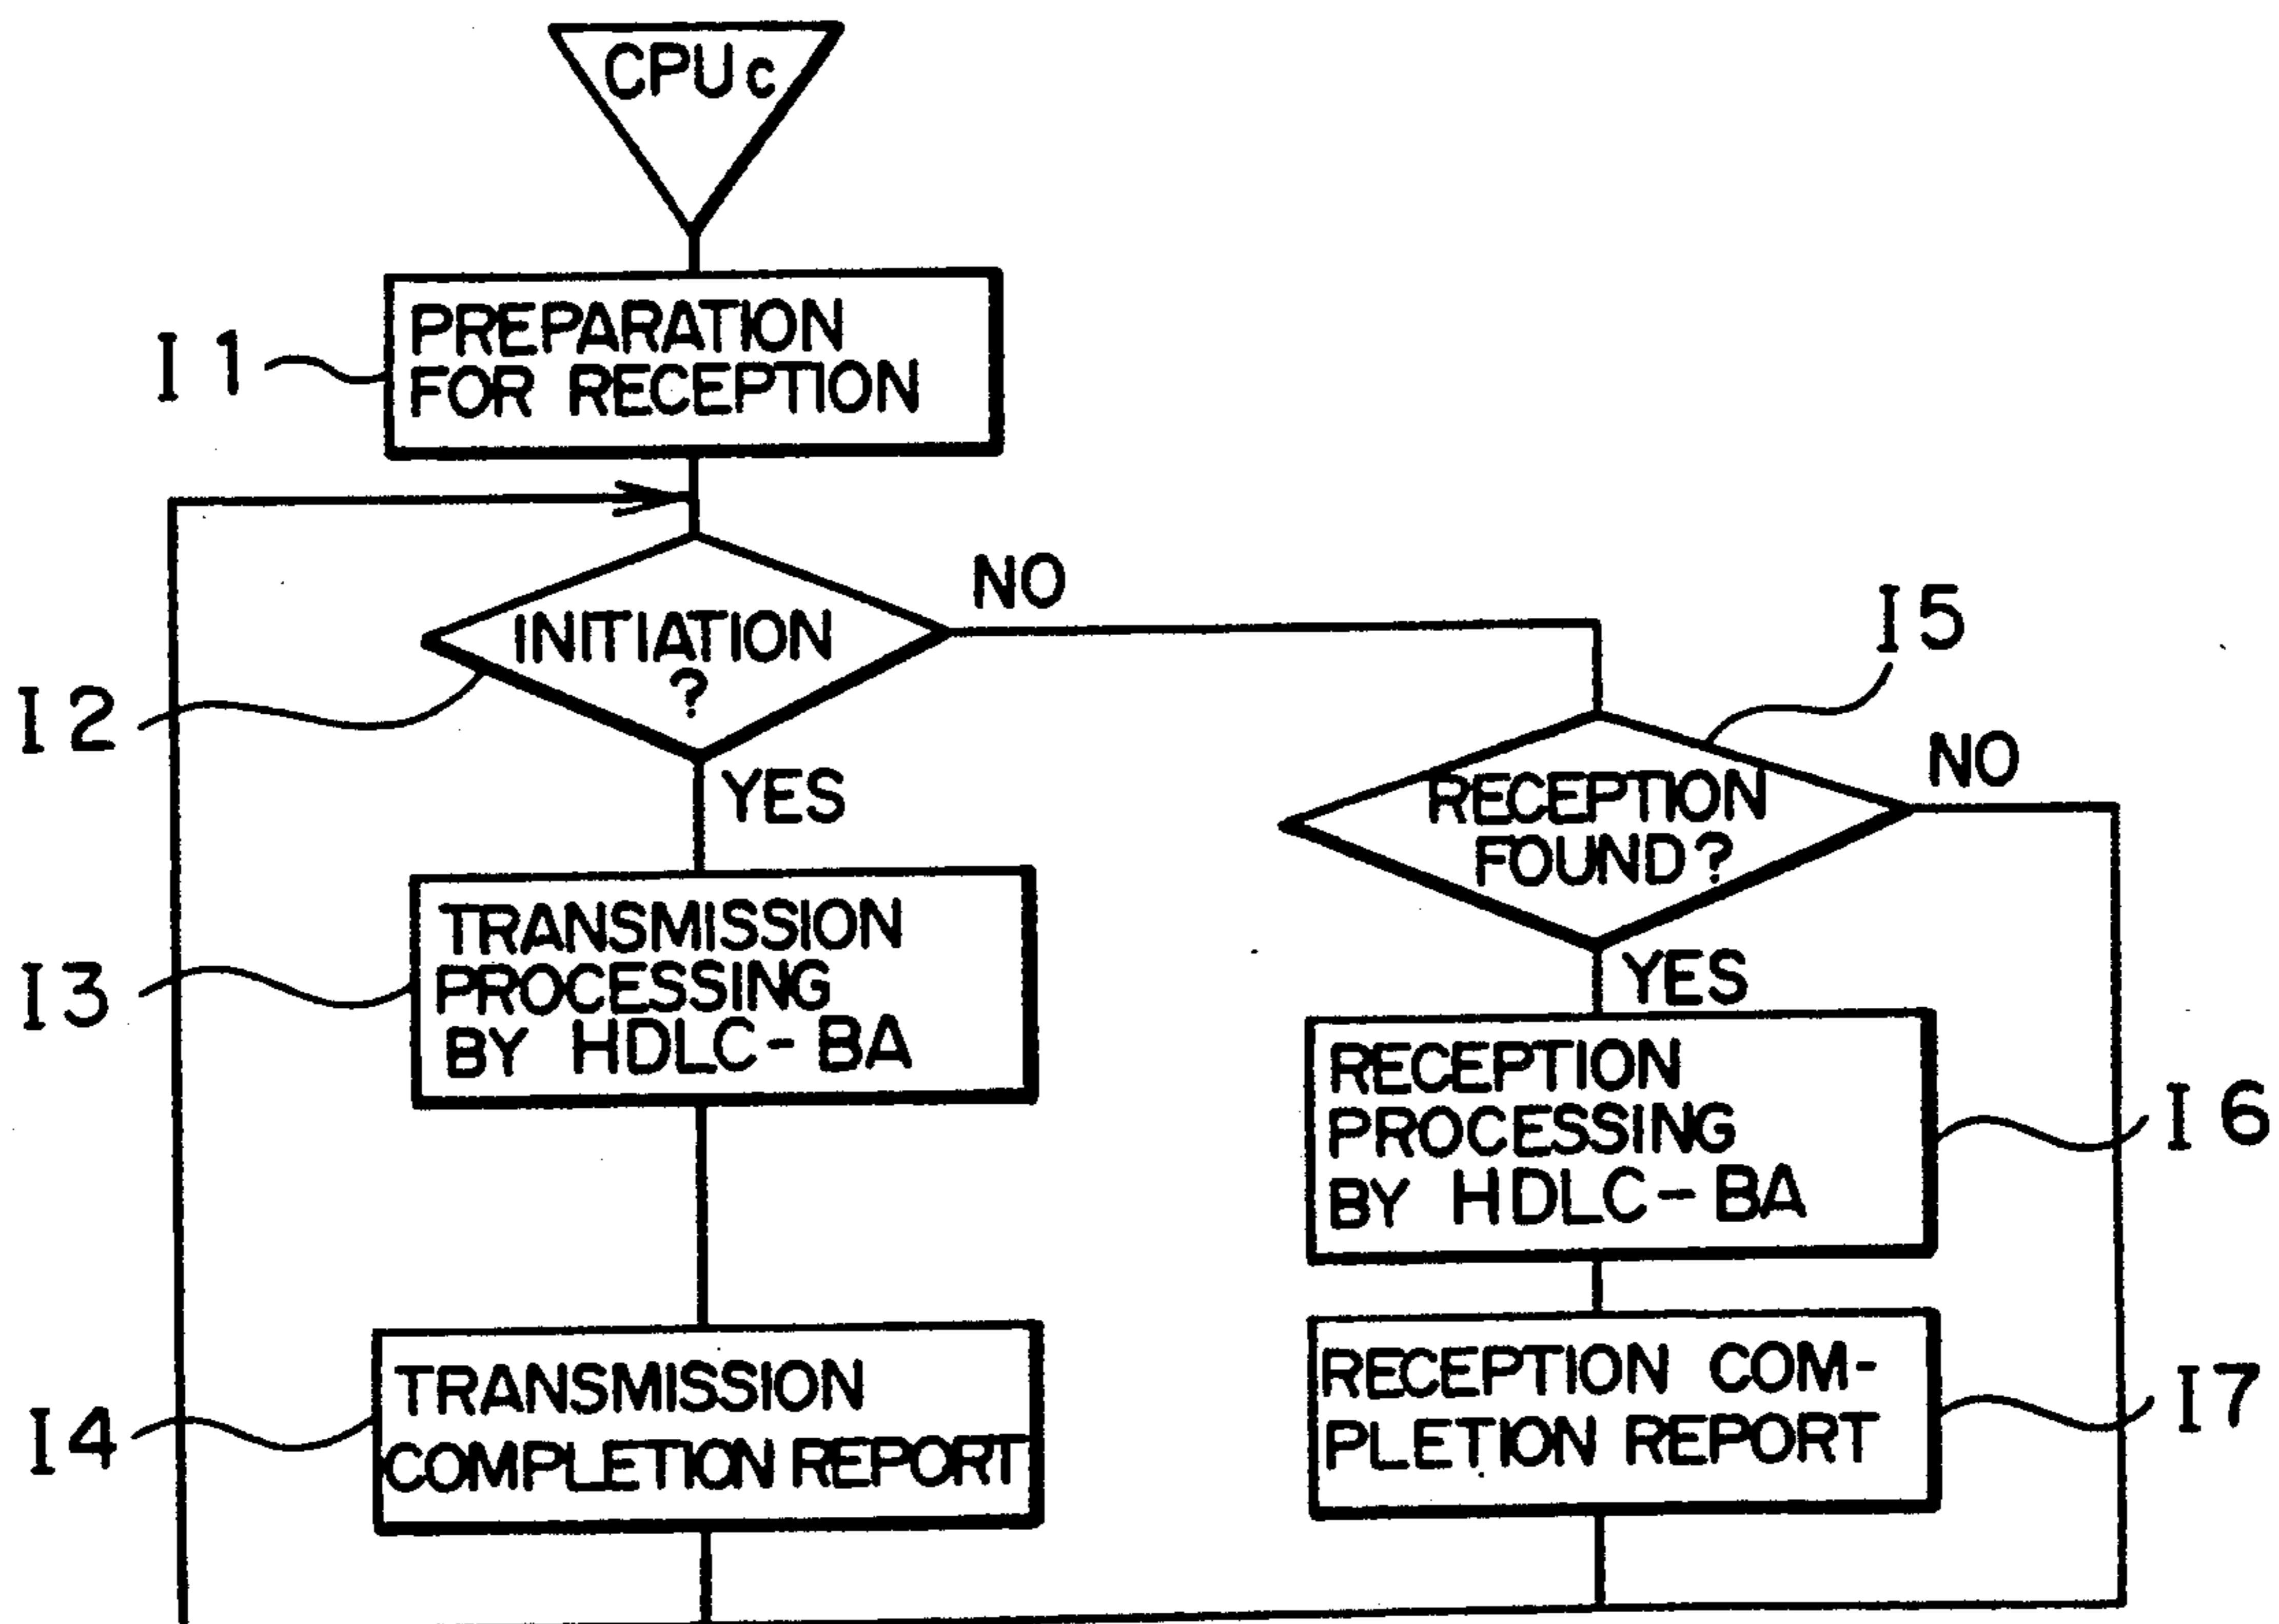 CPUc
I1
PREPARATION
FOR RECEPTION
I2
INITIATION
?
NO
YES
I5
RECEPTION
FOUND?
NO
YES
I3
TRANSMISSION
PROCESSING
BY HDLC-BA
RECEPTION
PROCESSING
BY HDLC-BA
I6
I4
TRANSMISSION
COMPLETION REPORT
RECEPTION COM-
PLETION REPORT
I7